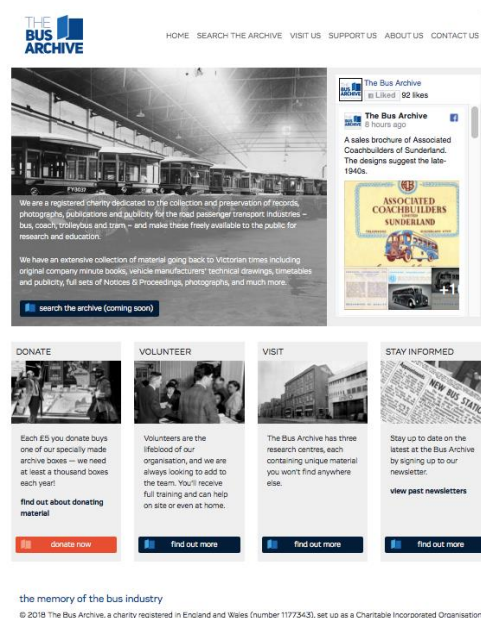 THE
BUS
ARCHIVE
HOME SEARCH THE ARCHIVE VISIT US SUPPORT US ABOUT US CONTACT US
We are a registered charity dedicated to the collection and preservation of records,
photographs, publications and publicity for the road passenger transport industries –
bus, coach, trolleybus and tram – and make these freely available to the public for
research and education.
We have an extensive collection of material going back to Victorian times including
original company minute books, vehicle manufacturers' technical drawings, timetables
and publicity, full sets of Notices & Proceedings, photographs, and much more.
search the archive (coming soon)
The Bus Archive
Liked 92 likes
The Bus Archive
8 hours ago
A sales brochure of Associated
Coachbuilders of Sunderland.
The designs suggest the late-
1940s.
ASSOCIATED
COACHBUILDERS
LIMITED
SUNDERLAND
DONATE
Each £5 you donate buys
one of our specially made
archive boxes — we need
at least a thousand boxes
each year!
find out about donating
material
donate now
VOLUNTEER
Volunteers are the
lifeblood of our
organisation, and we are
always looking to add to
the team. You'll receive
full training and can help
on site or even at home.
find out more
VISIT
The Bus Archive has three
research centres, each
containing unique material
you won't find anywhere
else.
find out more
STAY INFORMED
NEW BUS STATIO
Stay up to date on the
latest at the Bus Archive
by signing up to our
newsletter.
view past newsletters
find out more
the memory of the bus industry
© 2018 The Bus Archive, a charity registered in England and Wales (number 1177343), set up as a Charitable Incorporated Organisation